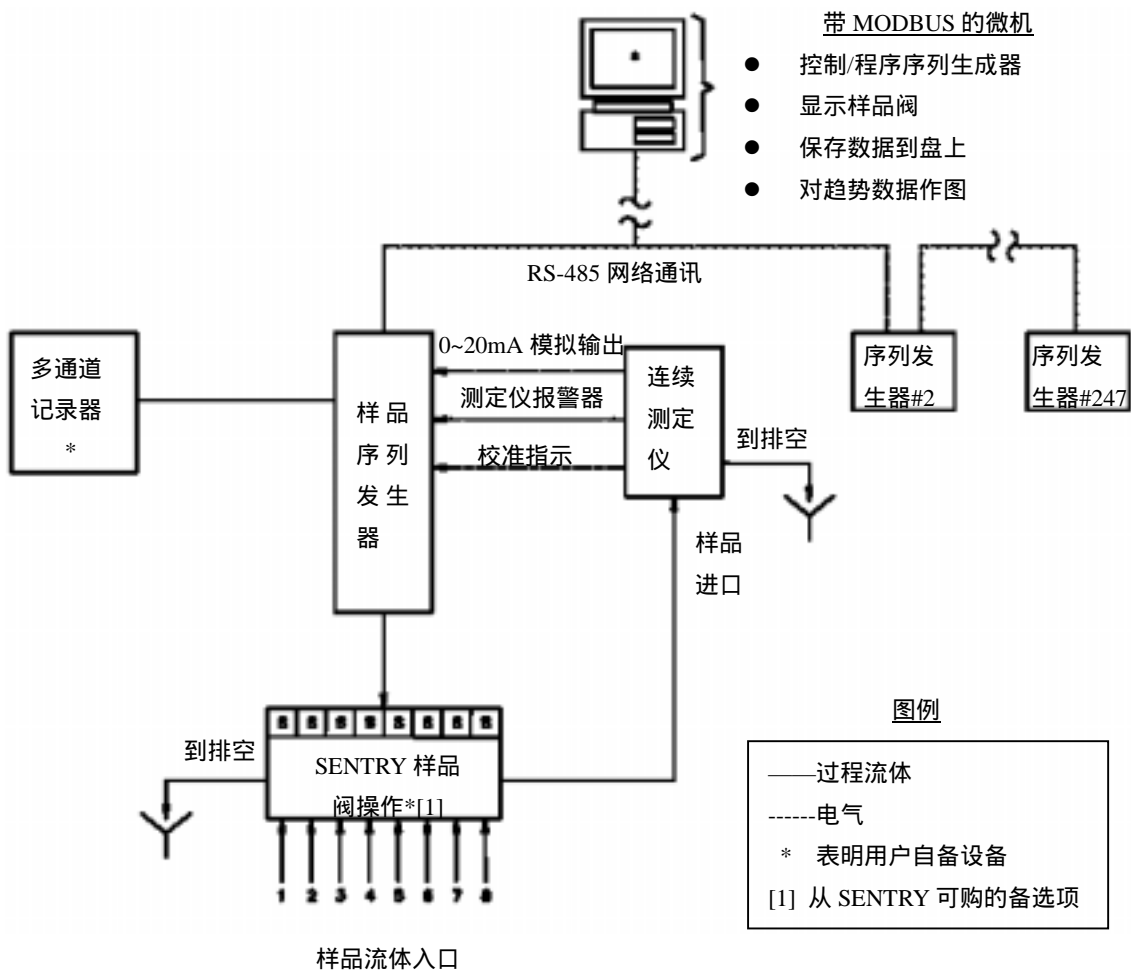 带 MODBUS 的微机
● 控制/程序序列生成器
● 显示样品阀
● 保存数据到盘上
● 对趋势数据作图
RS-485 网络通讯
多通道
记录器
*
样 品
序 列
发 生
器
0~20mA 模拟输出
测定仪报警器
校准指示
连续
测定
仪
到排空
序列发
生器#2
序列发
生器#247
样品
进口
S S S S S S S S
到排空
SENTRY 样品
阀操作*[1]
1 2 3 4 5 6 7 8
样品流体入口
图例
——过程流体
------电气
* 表明用户自备设备
[1] 从 SENTRY 可购的备选项